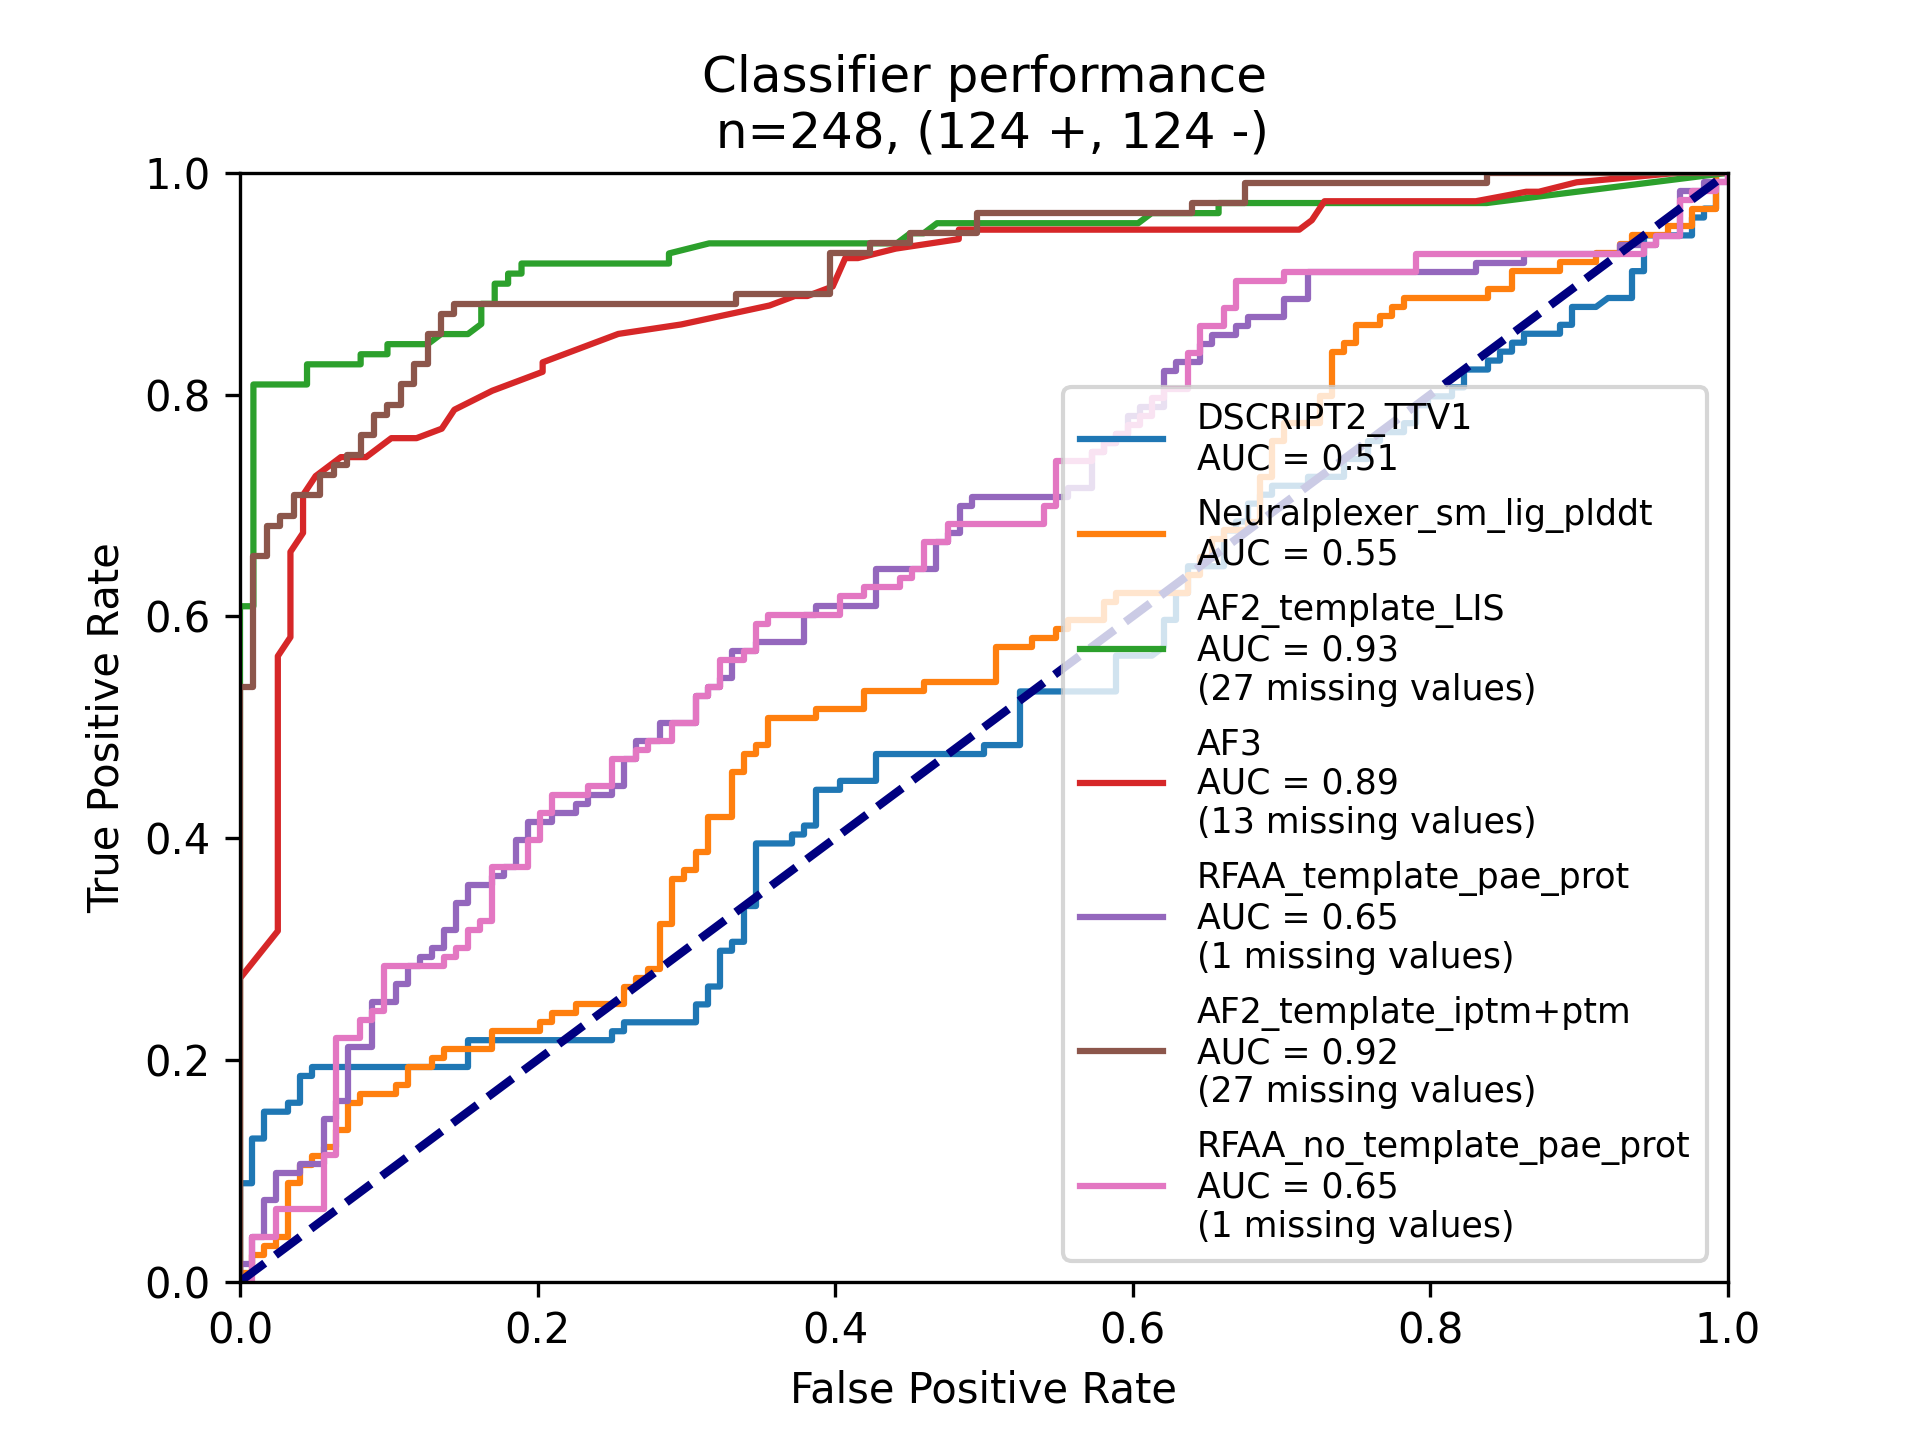 Classifier performance
n=248, (124 +, 124 -)
True Positive Rate
1.0
0.8
0.6
0.4
0.2
0.0
DSCRIPT2_TTV1
AUC = 0.51
Neuralplexer_sm_lig_plddt
AUC = 0.55
AF2_template_LIS
AUC = 0.93
(27 missing values)
AF3
AUC = 0.89
(13 missing values)
RFAA_template_pae_prot
AUC = 0.65
(1 missing values)
AF2_template_iptm+ptm
AUC = 0.92
(27 missing values)
RFAA_no_template_pae_prot
AUC = 0.65
(1 missing values)
0.0 0.2 0.4 0.6 0.8 1.0
False Positive Rate